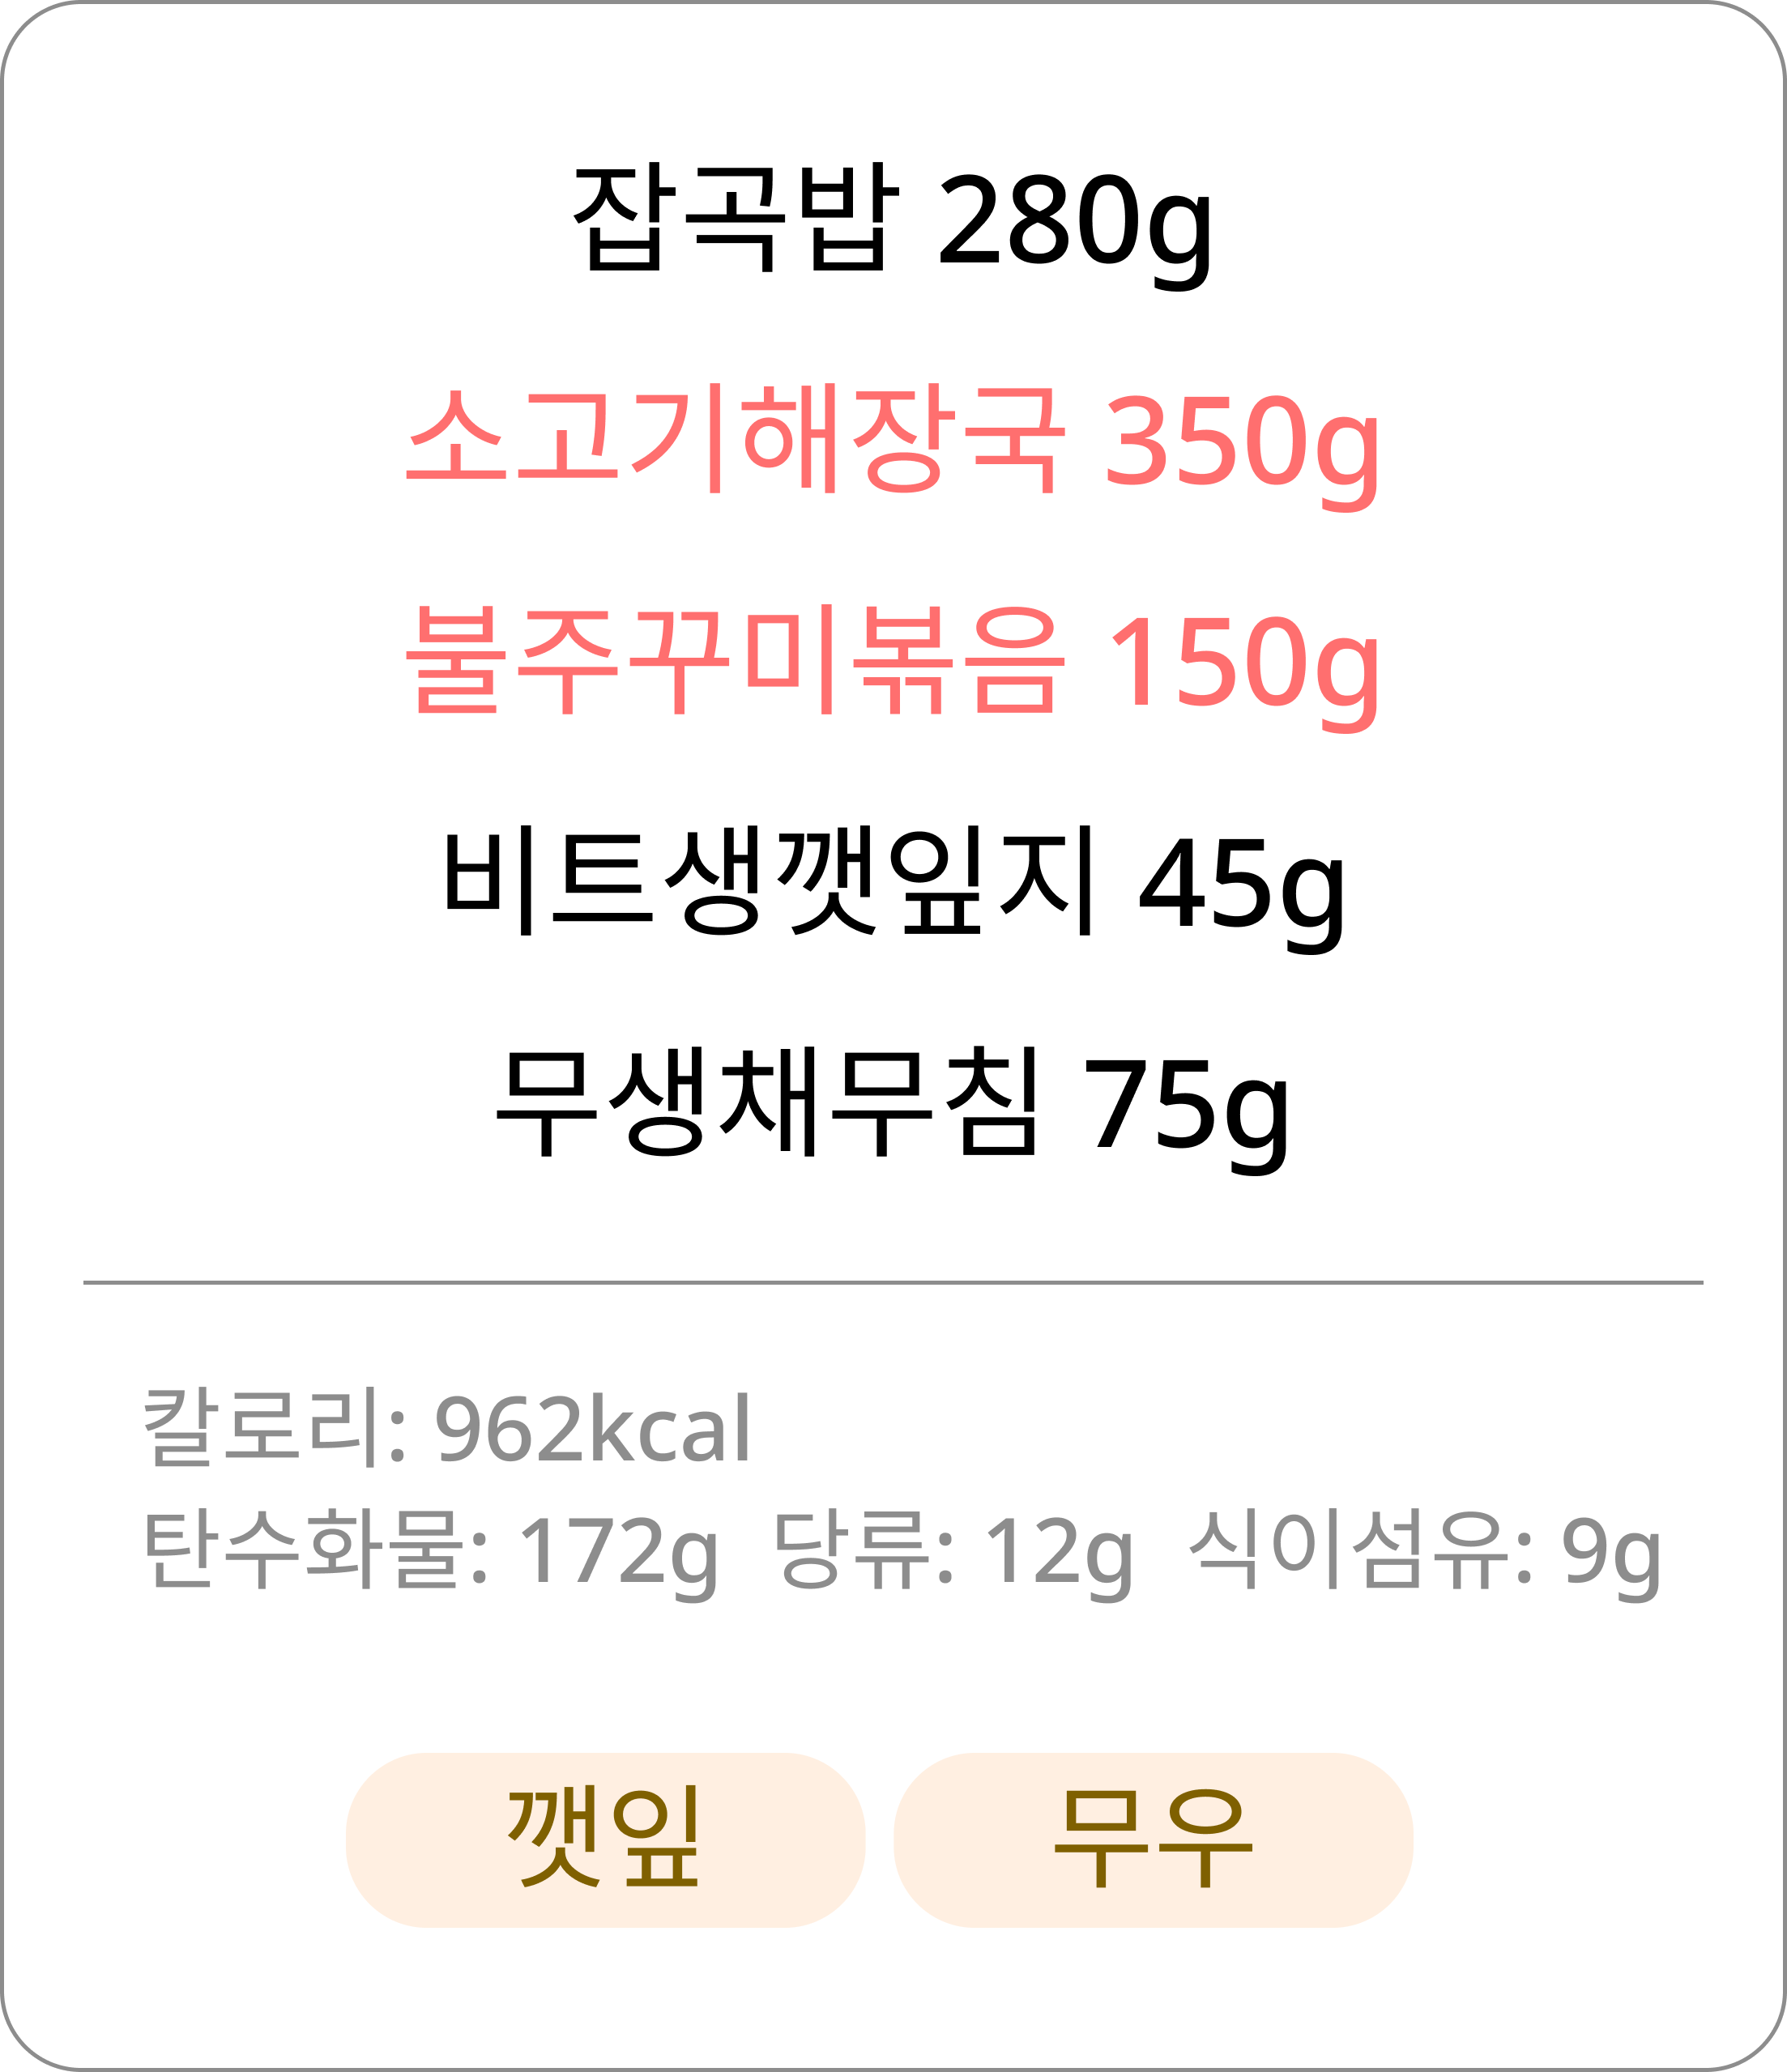 잡곡밥 280g
소고기해장국 350g
불주꾸미볶음 150g
비트생깻잎지 45g
무생채무침 75g
칼로리: 962kcal
탄수화물: 172g 당류: 12g 식이섬유: 9g
깻잎 무우